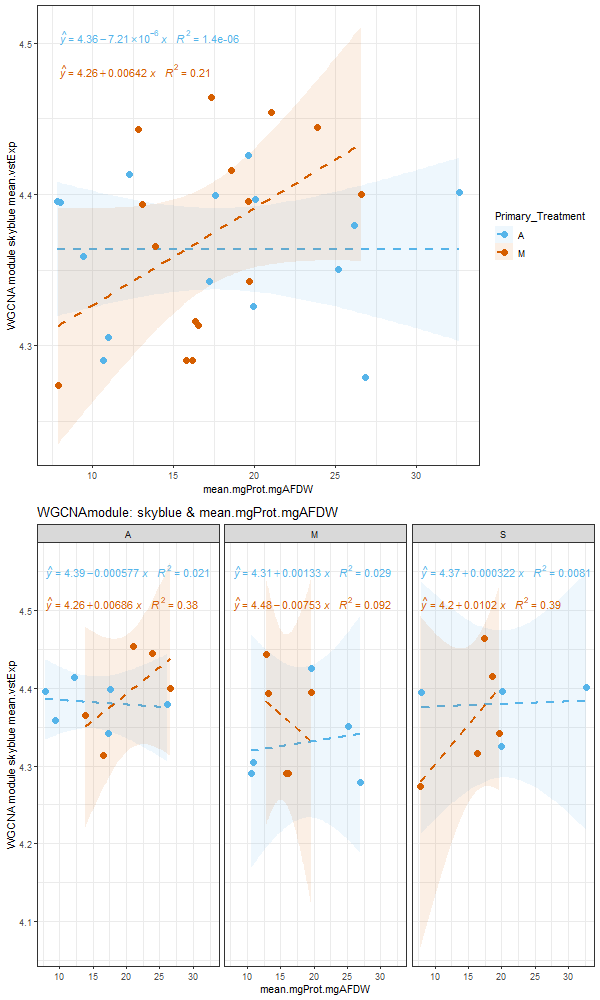 ŷ = 4.36 − 7.21 × 10⁻⁶ x R² = 1.4e-06
ŷ = 4.26 + 0.00642 x R² = 0.21
4.5
4.4
4.3
WGCNA module skyblue mean.vstExp
10 15 20 25 30
mean.mgProt.mgAFDW
Primary_Treatment
A
M
WGCNAmodule: skyblue & mean.mgProt.mgAFDW
A M S
ŷ = 4.39 − 0.000577 x R² = 0.021
ŷ = 4.26 + 0.00686 x R² = 0.38
ŷ = 4.31 + 0.00133 x R² = 0.029
ŷ = 4.48 − 0.00753 x R² = 0.092
ŷ = 4.37 + 0.000322 x R² = 0.0081
ŷ = 4.2 + 0.0102 x R² = 0.39
4.5
4.4
4.3
4.2
4.1
WGCNA module skyblue mean.vstExp
10 15 20 25 30 10 15 20 25 30 10 15 20 25 30
mean.mgProt.mgAFDW